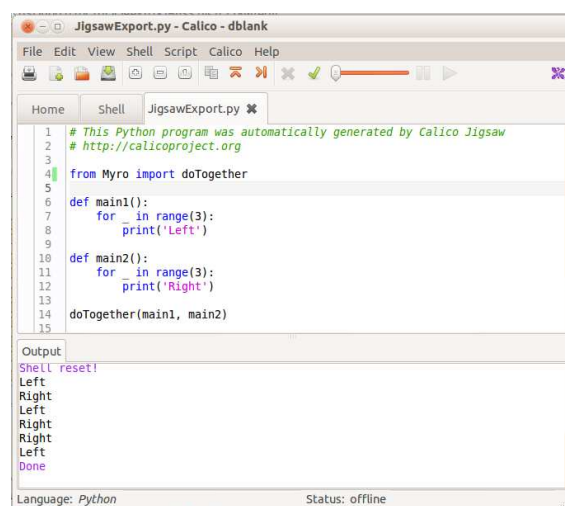 JigsawExport.py - Calico - dblank
File Edit View Shell Script Calico Help
Home Shell JigsawExport.py
1 # This Python program was automatically generated by Calico Jigsaw
2 # http://calicoproject.org
3
4 from Myro import doTogether
5
6 def main1():
7     for _ in range(3):
8         print('Left')
9
10 def main2():
11     for _ in range(3):
12         print('Right')
13
14 doTogether(main1, main2)
15
Output
Shell reset!
Left
Right
Left
Right
Right
Left
Done
Language: Python Status: offline